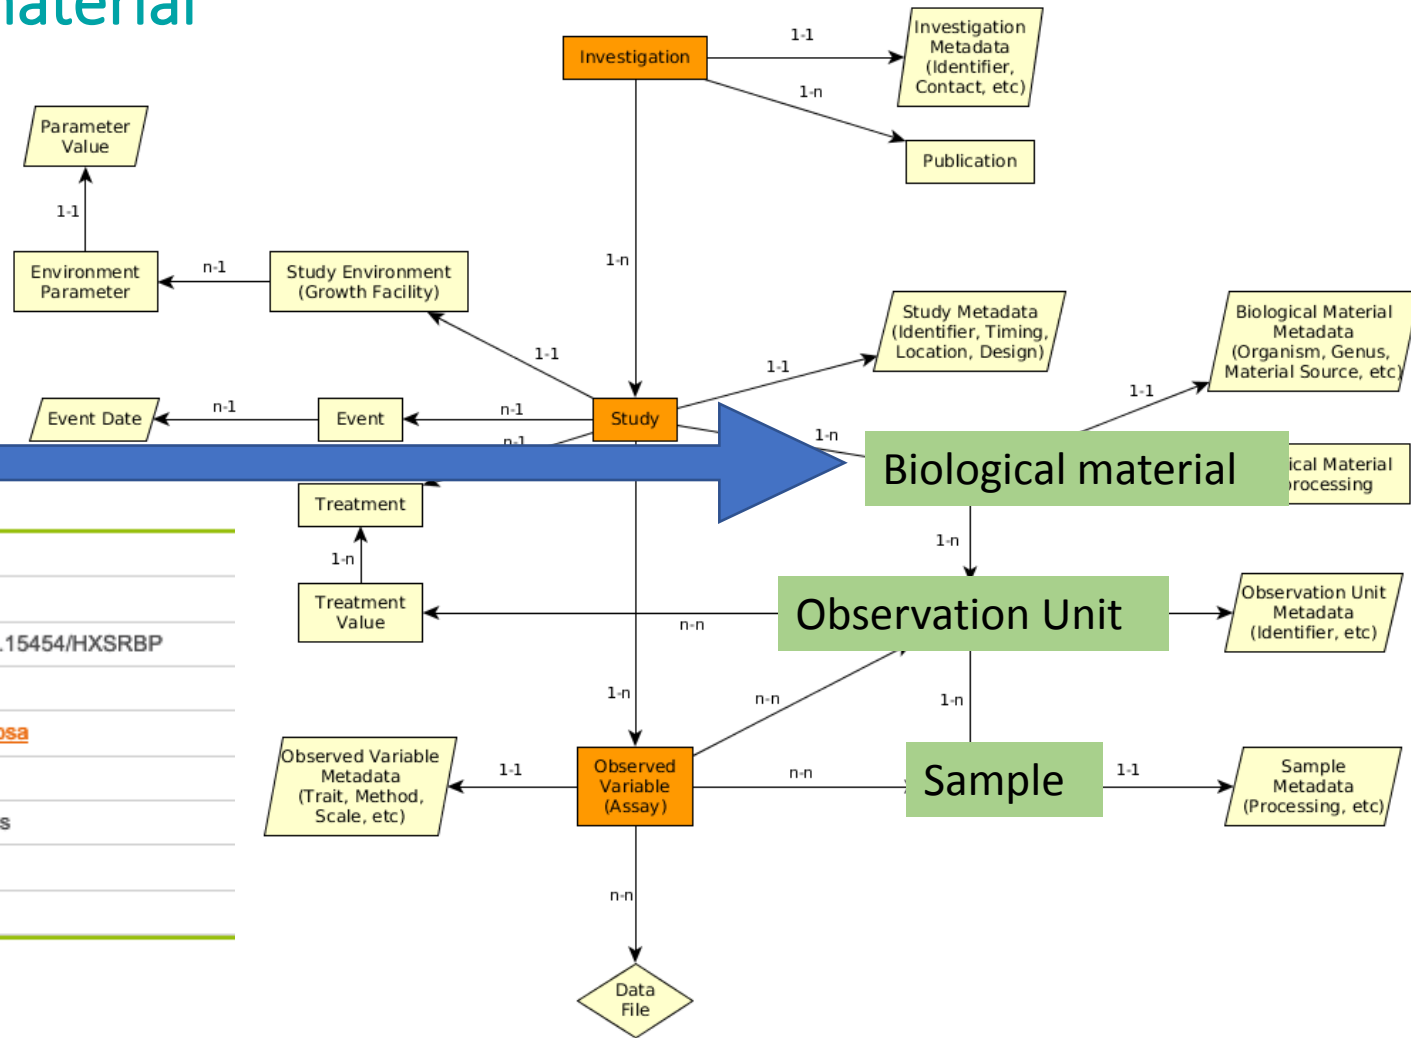 material
Investigation
1-1
Investigation
Metadata
(Identifier,
Contact, etc)
1-n
Publication
Parameter
Value
1-1
Environment
Parameter
n-1
Study Environment
(Growth Facility)
1-n
1-1
Study Metadata
(Identifier, Timing,
Location, Design)
1-1
Biological Material
Metadata
(Organism, Genus,
Material Source, etc)
1-1
Event Date
n-1
Event
n-1
Study
n-1
1-n
Biological material
ical Material
rocessing
Treatment
1-n
1-n
Treatment
Value
n-n
Observation Unit
Observation Unit
Metadata
(Identifier, etc)
.15454/HXSRBP
osa
s
1-n
n-n
1-n
Observed Variable
Metadata
(Trait, Method,
Scale, etc)
1-1
Observed
Variable
(Assay)
n-n
Sample
1-1
Sample
Metadata
(Processing, etc)
n-n
Data
File